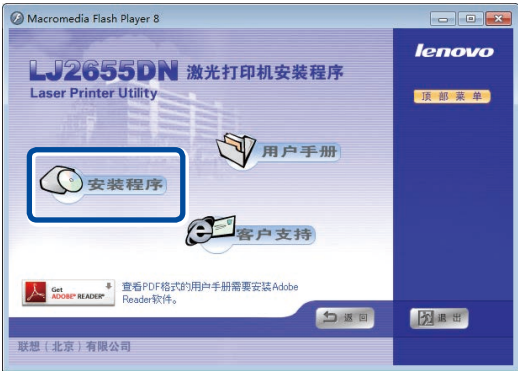 Macromedia Flash Player 8
lenovo
LJ2655DN 激光打印机安装程序
Laser Printer Utility
顶部菜单
用户手册
安装程序
客户支持
Get ADOBE® READER®
查看PDF格式的用户手册需要安装Adobe
Reader软件。
返回
退出
联想（北京）有限公司